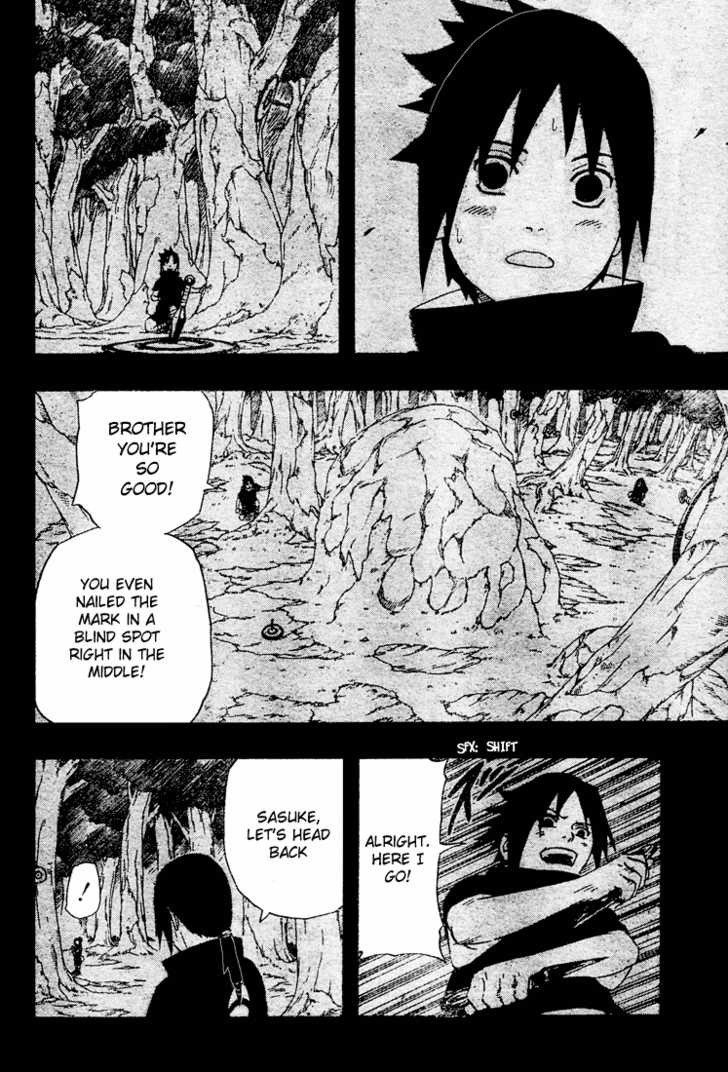 BROTHER
YOU'RE
SO
GOOD!
YOU EVEN
NAILED THE
MARK IN A
BLIND SPOT
RIGHT IN THE
MIDDLE!
SFX: SHIFT
ALRIGHT.
HERE I
GO!
SASUKE,
LET'S HEAD
BACK
!